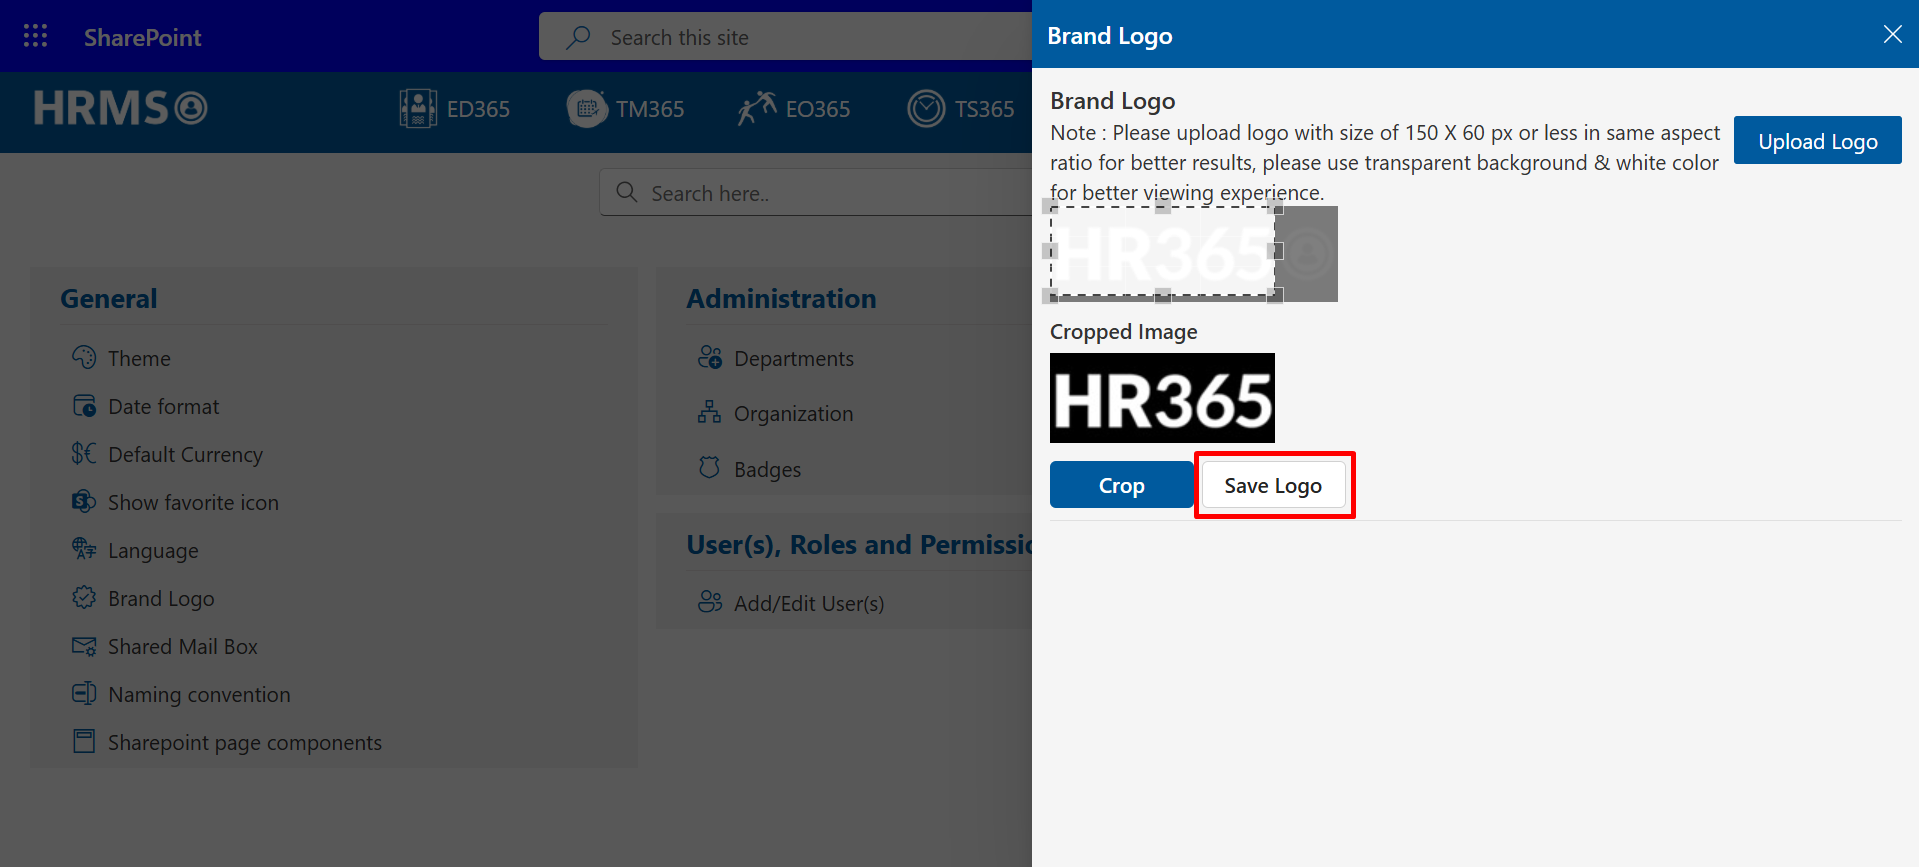 SharePoint
Search this site
HRMS
ED365
TM365
EO365
TS365
Search here..
General
Theme
Date format
Default Currency
Show favorite icon
Language
Brand Logo
Shared Mail Box
Naming convention
Sharepoint page components
Administration
Departments
Organization
Badges
User(s), Roles and Permissio
Add/Edit User(s)
Brand Logo
Brand Logo
Note : Please upload logo with size of 150 X 60 px or less in same aspect
ratio for better results, please use transparent background & white color
for better viewing experience.
Upload Logo
HR365
Cropped Image
HR365
Crop
Save Logo